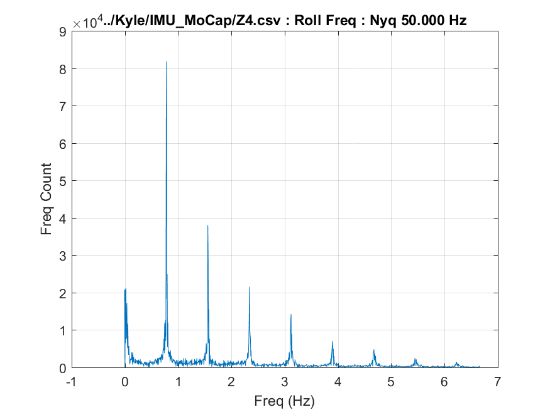 ×10⁴../Kyle/IMU_MoCap/Z4.csv : Roll Freq : Nyq 50.000 Hz
9
8
7
6
5
4
3
2
1
0
Freq Count
-1 0 1 2 3 4 5 6 7
Freq (Hz)